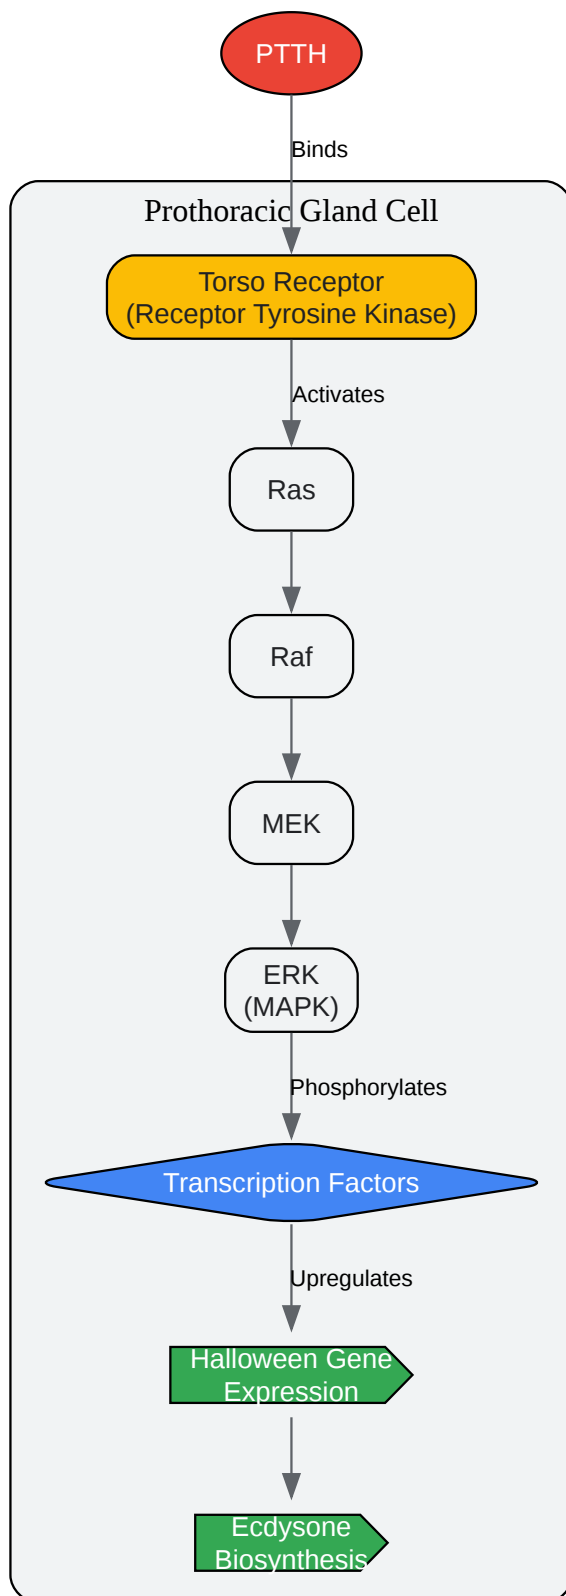 PTTH
Binds
Prothoracic Gland Cell
Torso Receptor
(Receptor Tyrosine Kinase)
Activates
Ras
Raf
MEK
ERK
(MAPK)
Phosphorylates
Transcription Factors
Upregulates
Halloween Gene
Expression
Ecdysone
Biosynthesis